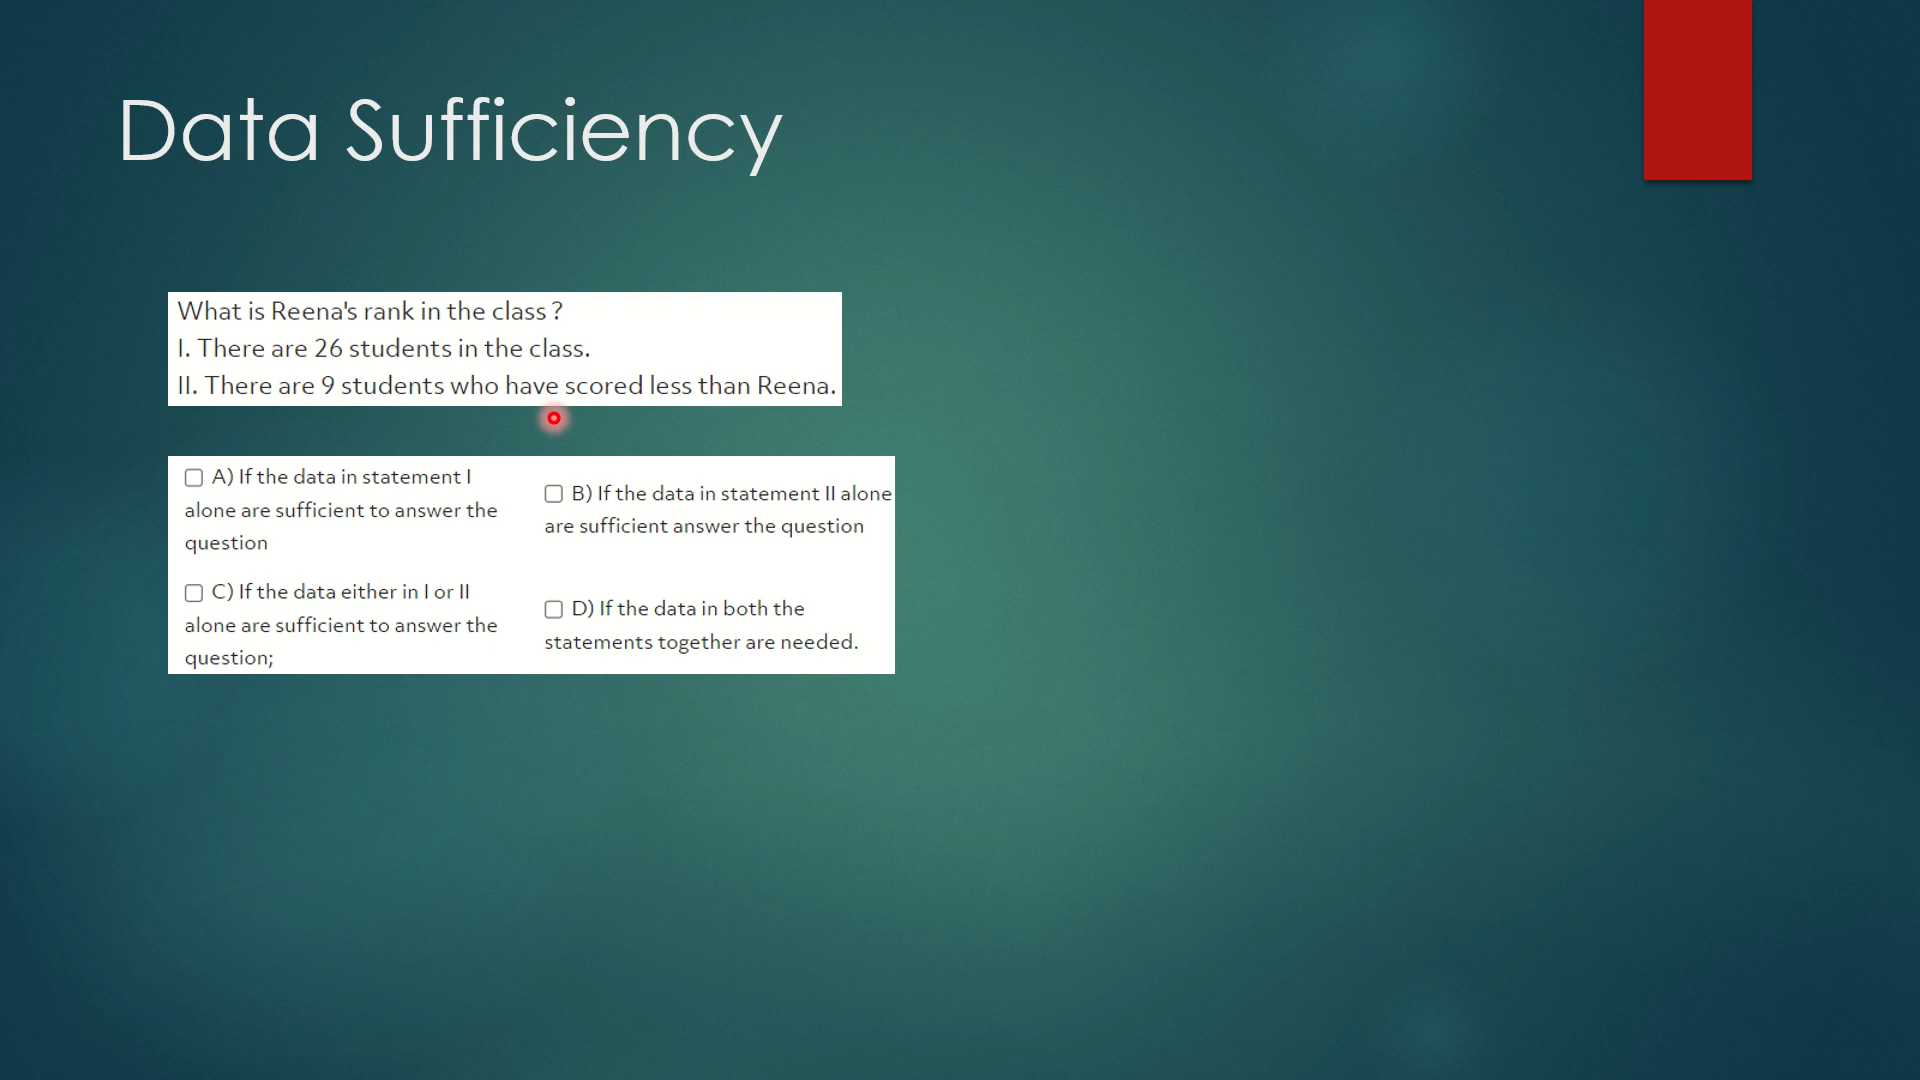 Data Sufficiency
What is Reena's rank in the class ?
I. There are 26 students in the class.
II. There are 9 students who have scored less than Reena.
A) If the data in statement I
alone are sufficient to answer the
question
B) If the data in statement II alone
are sufficient answer the question
C) If the data either in I or II
alone are sufficient to answer the
question;
D) If the data in both the
statements together are needed.